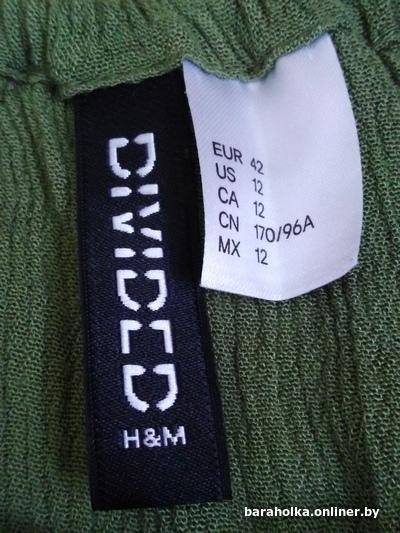 DIVIDED
H&M
EUR 42
US 12
CA 12
CN 170/96A
MX 12
baraholka.onliner.by